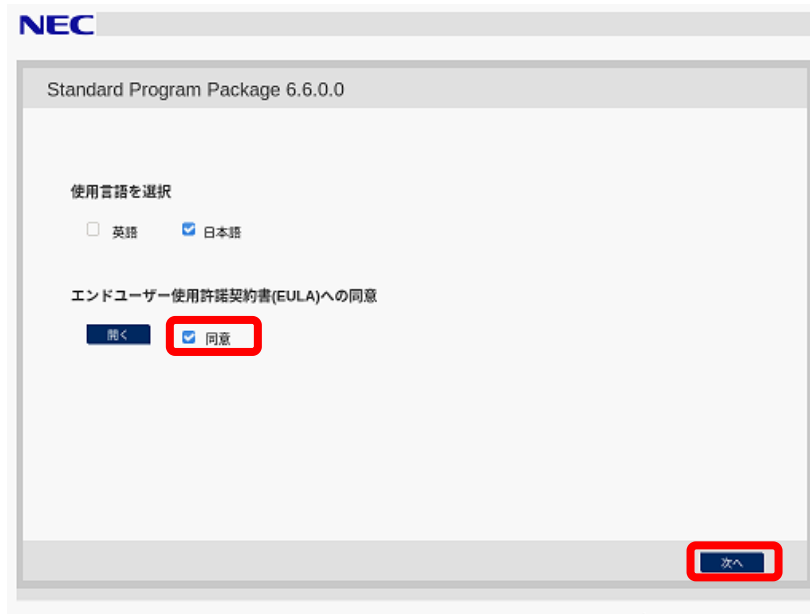 NEC
Standard Program Package 6.6.0.0
使用言語を選択
英語 日本語
エンドユーザー使用許諾契約書(EULA)への同意
開く 同意
次へ